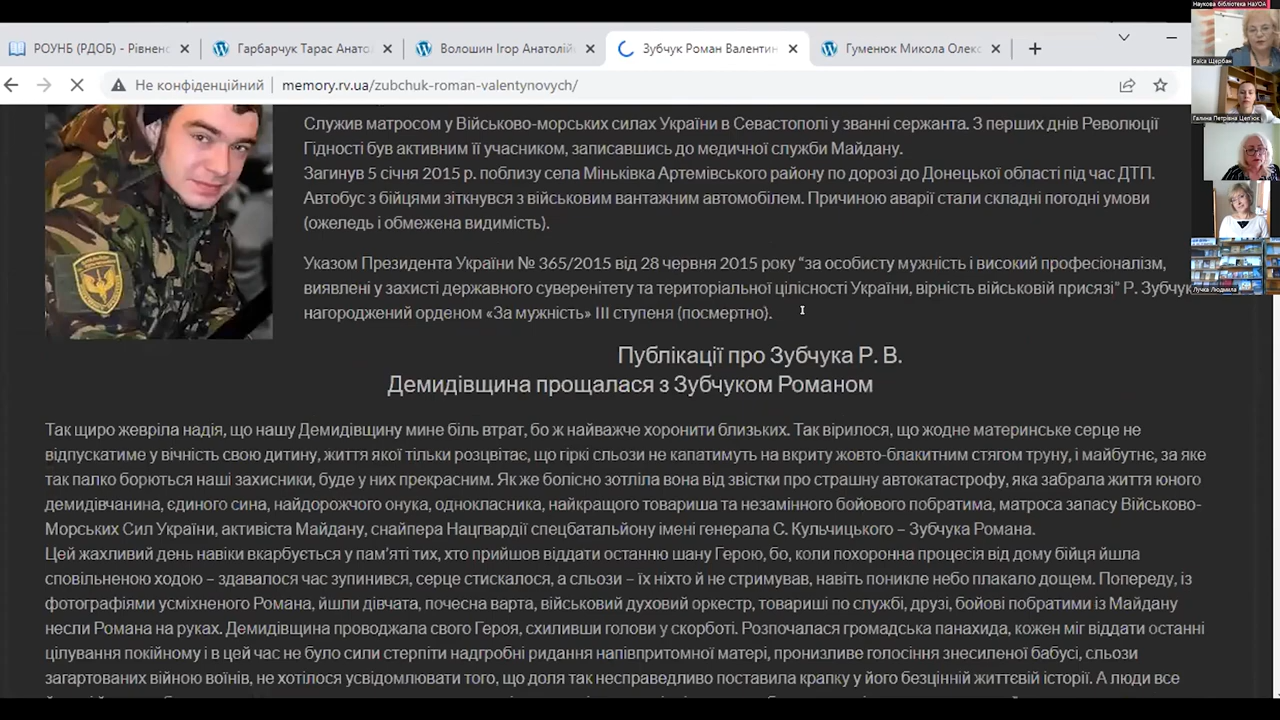 Наукова бібліотека НаУОА
РОУНБ (РДОБ) - Рівненс
Гарбарчук Тарас Анато
Волошин Ігор Анатолій
Зубчук Роман Валентин
Гуменюк Микола Олекс
Раїса Щербан
Не конфіденційний
memory.rv.ua/zubchuk-roman-valentynovych/
Галина Петрівна Цеп'юк
Служив матросом у Військово-морських силах України в Севастополі у званні сержанта. З перших днів Революції
Гідності був активним її учасником, записавшись до медичної служби Майдану.
Загинув 5 січня 2015 р. поблизу села Міньківка Артемівського району по дорозі до Донецької області під час ДТП.
Автобус з бійцями зіткнувся з військовим вантажним автомобілем. Причиною аварії стали складні погодні умови
(ожеледь і обмежена видимість).
Указом Президента України № 365/2015 від 28 червня 2015 року “за особисту мужність і високий професіоналізм,
виявлені у захисті державного суверенітету та територіальної цілісності України, вірність військовій присязі” Р. Зубчук
нагороджений орденом «За мужність» III ступеня (посмертно).
Лучка Людмила
Публікації про Зубчука Р. В.
Демидівщина прощалася з Зубчуком Романом
Так щиро жевріла надія, що нашу Демидівщину мине біль втрат, бо ж найважче хоронити близьких. Так вірилося, що жодне материнське серце не
відпускатиме у вічність свою дитину, життя якої тільки розцвітає, що гіркі сльози не капатимуть на вкриту жовто-блакитним стягом труну, і майбутнє, за яке
так палко борються наші захисники, буде у них прекрасним. Як же болісно зотліла вона від звістки про страшну автокатастрофу, яка забрала життя юного
демидівчанина, єдиного сина, найдорожчого онука, однокласника, найкращого товариша та незамінного бойового побратима, матроса запасу Військово-
Морських Сил України, активіста Майдану, снайпера Нацгвардії спецбатальйону імені генерала С. Кульчицького – Зубчука Романа.
Цей жахливий день навіки вкарбується у пам’яті тих, хто прийшов віддати останню шану Герою, бо, коли похоронна процесія від дому бійця йшла
сповільненою ходою – здавалося час зупинився, серце стискалося, а сльози – їх ніхто й не стримував, навіть поникле небо плакало дощем. Попереду, із
фотографіями усміхненого Романа, йшли дівчата, почесна варта, військовий духовий оркестр, товариші по службі, друзі, бойові побратими із Майдану
несли Романа на руках. Демидівщина проводжала свого Героя, схиливши голови у скорботі. Розпочалася громадська панахида, кожен міг віддати останні
цілування покійному і в цей час не було сили стерпіти надгробні ридання напівпритомної матері, пронизливе голосіння знесиленої бабусі, сльози
загартованих війною воїнів, не хотілося усвідомлювати того, що доля так несправедливо поставила крапку у його безцінній життєвій історії. А люди все